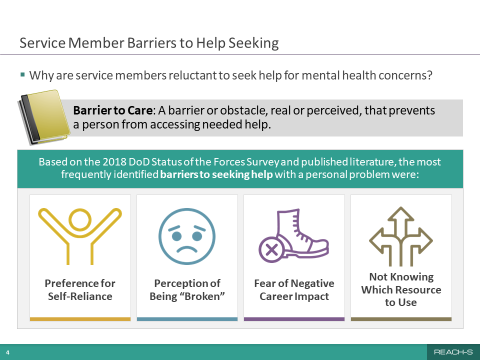 Service Member Barriers to Help Seeking
Why are service members reluctant to seek help for mental health concerns?
Barrier to Care: A barrier or obstacle, real or perceived, that prevents
a person from accessing needed help.
Based on the 2018 DoD Status of the Forces Survey and published literature, the most
frequently identified barriers to seeking help with a personal problem were:
Preference for
Self-Reliance
Perception of
Being “Broken”
Fear of Negative
Career Impact
Not Knowing
Which Resource
to Use
4
REACH-S